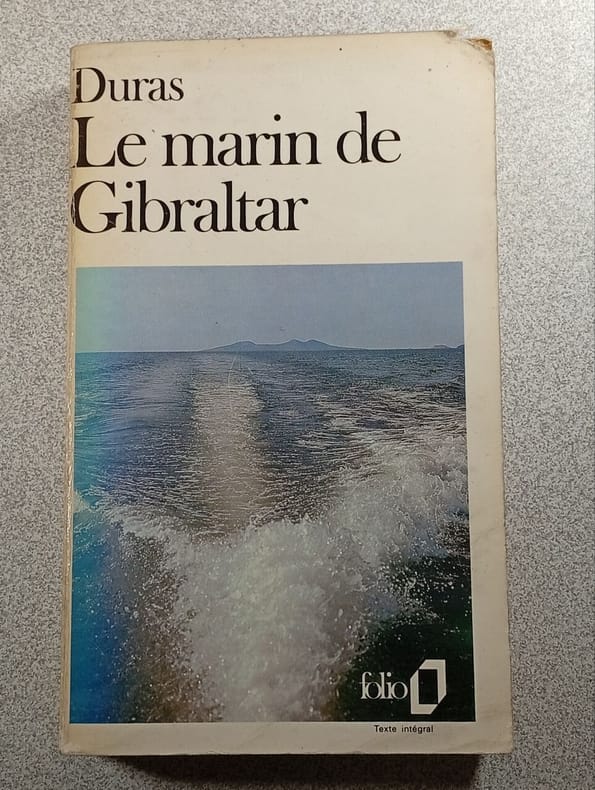 Duras
Le marin de
Gibraltar
folio
Texte intégral